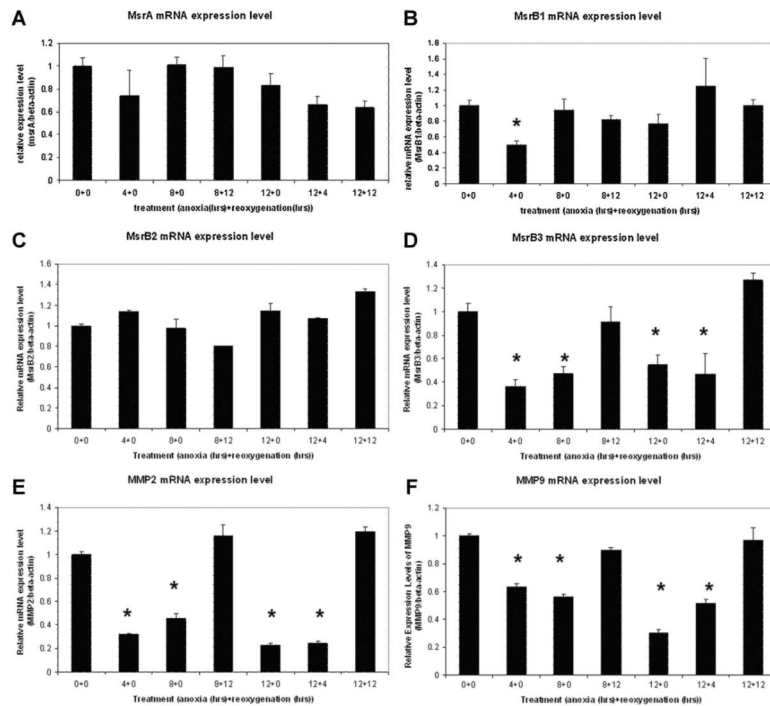 A
MsrA mRNA expression level
relative expression level
(msrA/beta-actin)
1.2
1
0.8
0.6
0.4
0.2
0
0+0 4+0 8+0 8+12 12+0 12+4 12+12
treatment (anoxia(hrs)+reoxygenation(hrs))
B
MsrB1 mRNA expression level
relative mRNA expression level
(MsrB1/beta-actin)
1.8
1.6
1.4
1.2
1
0.8
0.6
0.4
0.2
0
*
0+0 4+0 8+0 8+12 12+0 12+4 12+12
treatment (anoxia (hrs)+reoxygenation (hrs))
C
MsrB2 mRNA expression level
Relative mRNA expression level
(MsrB2/beta-actin)
1.6
1.4
1.2
1
0.8
0.6
0.4
0.2
0
0+0 4+0 8+0 8+12 12+0 12+4 12+12
Treatment (anoxia (hrs)+reoxygenation (hrs))
D
MsrB3 mRNA expression level
Relative mRNA expression level
(MsrB3/beta-actin)
1.4
1.2
1
0.8
0.6
0.4
0.2
0
* * * *
0+0 4+0 8+0 8+12 12+0 12+4 12+12
Treatment (anoxia (hrs)+reoxygenation (hrs))
E
MMP2 mRNA expression level
Relative mRNA expression level
(MMP2/beta-actin)
1.4
1.2
1
0.8
0.6
0.4
0.2
0
* * * *
0+0 4+0 8+0 8+12 12+0 12+4 12+12
Treatment (anoxia (hrs)+reoxygenation (hrs))
F
MMP9 mRNA expression level
Relative Expression Levels of MMP9
(MMP9/beta-actin)
1.2
1
0.8
0.6
0.4
0.2
0
* * * *
0+0 4+0 8+0 8+12 12+0 12+4 12+12
Treatment (anoxia (hrs)+reoxygenation (hrs))